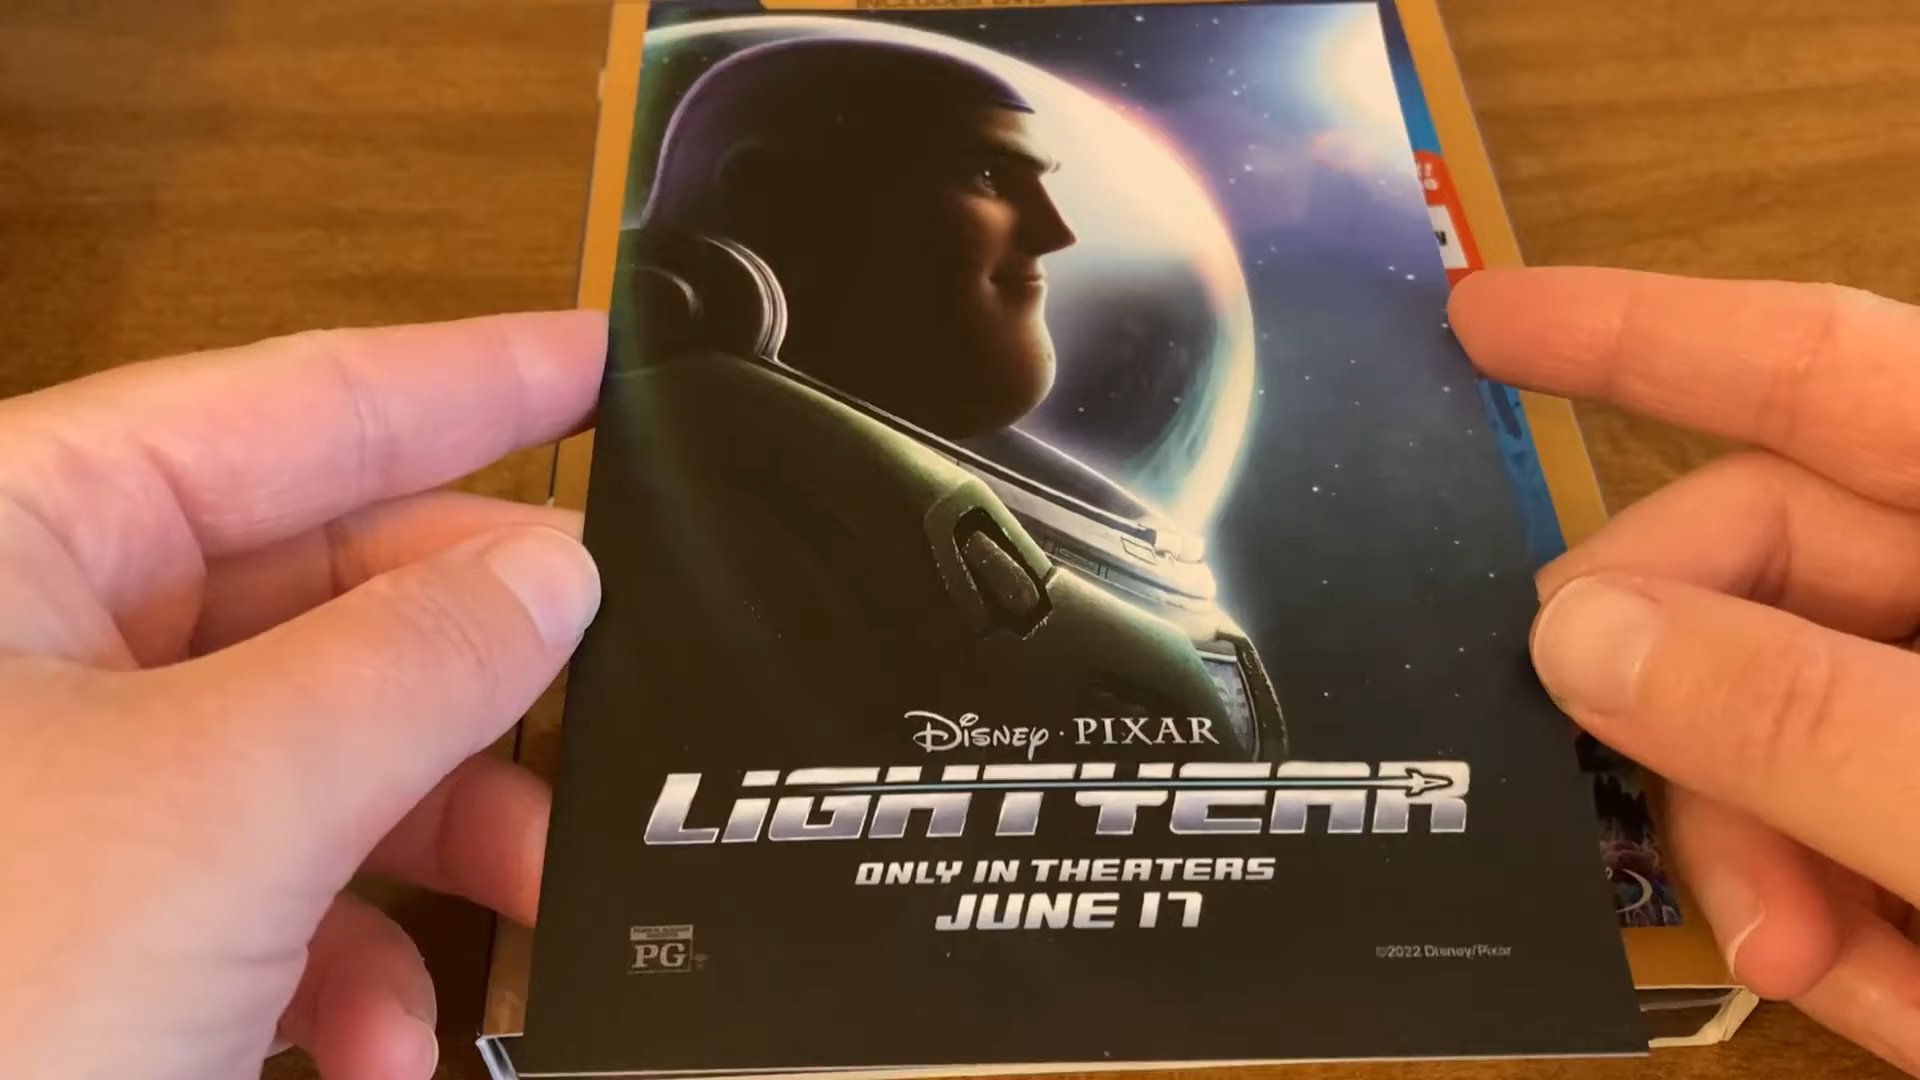 Disney · PIXAR
LiGHTYEAR
ONLY IN THEATERS
JUNE 17
PG
©2022 Disney/Pixar